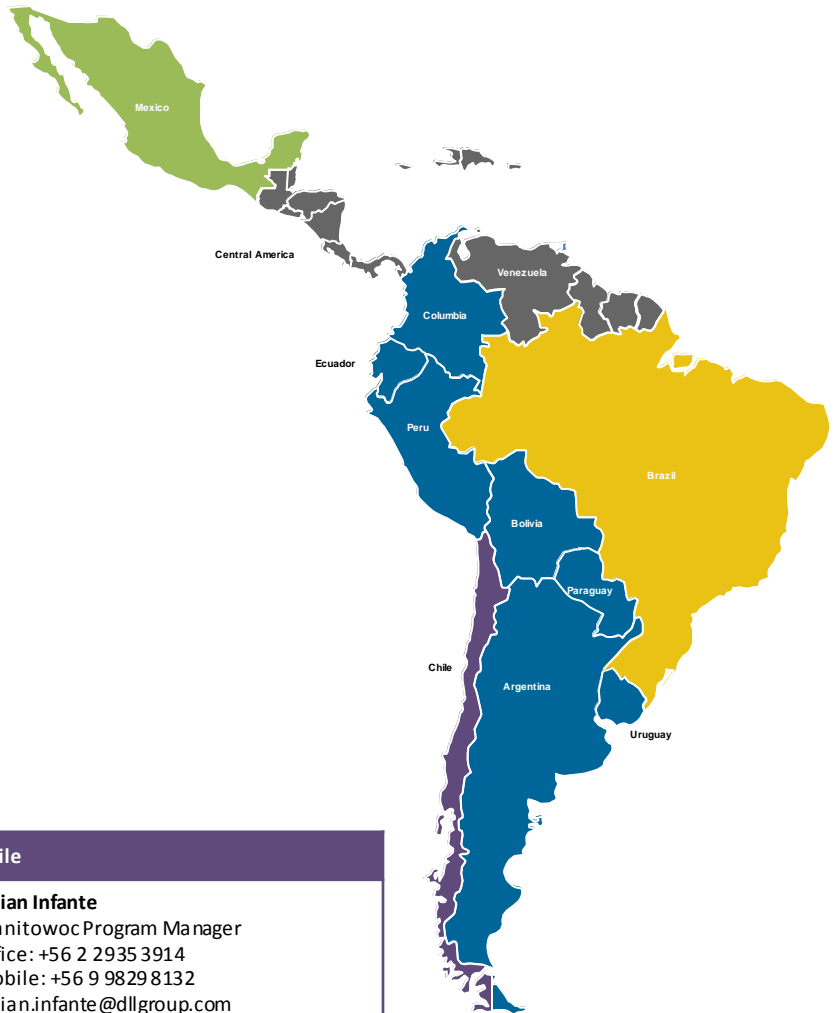 Mexico
Central America
Venezuela
Columbia
Ecuador
Peru
Brazil
Bolivia
Paraguay
Chile
Argentina
Uruguay
ile
ian Infante
nitowoc Program Manager
fice: +56 2 2935 3914
obile: +56 9 9829 8132
ian.infante@dllgroup.com